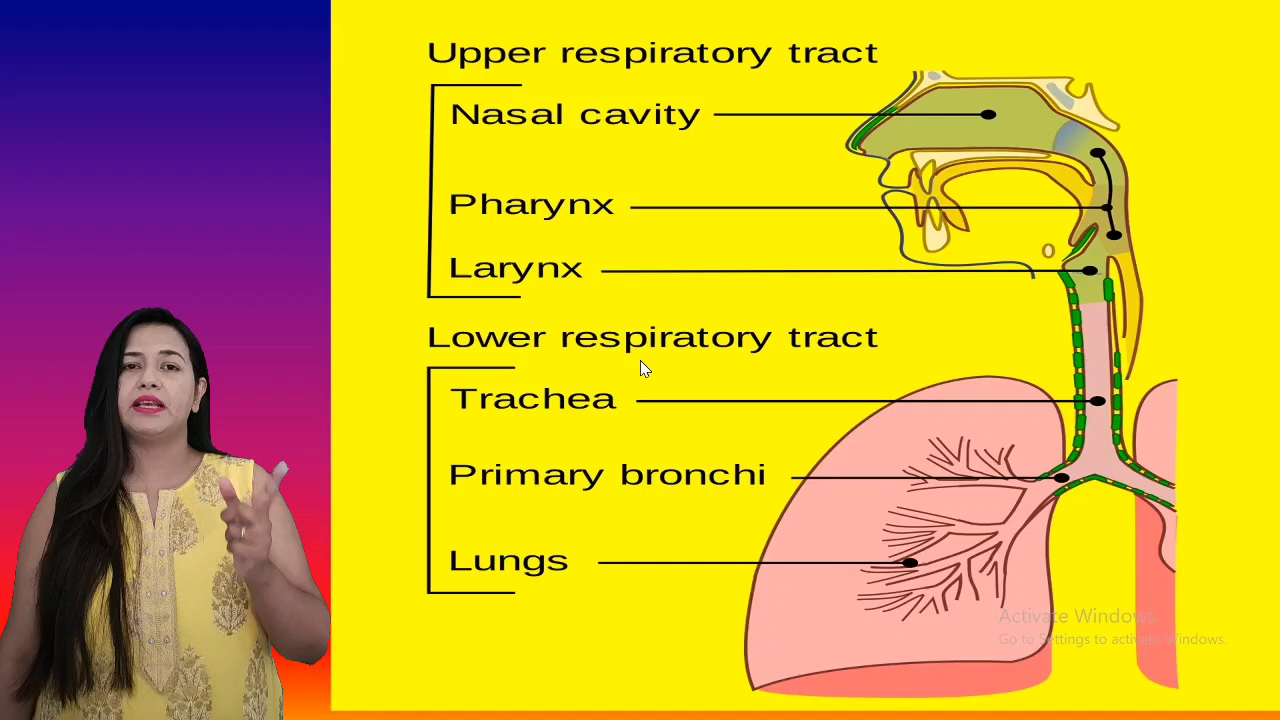 Upper respiratory tract
Nasal cavity
Pharynx
Larynx
Lower respiratory tract
Trachea
Primary bronchi
Lungs
Activate Windows
Go to Settings to activate Windows.